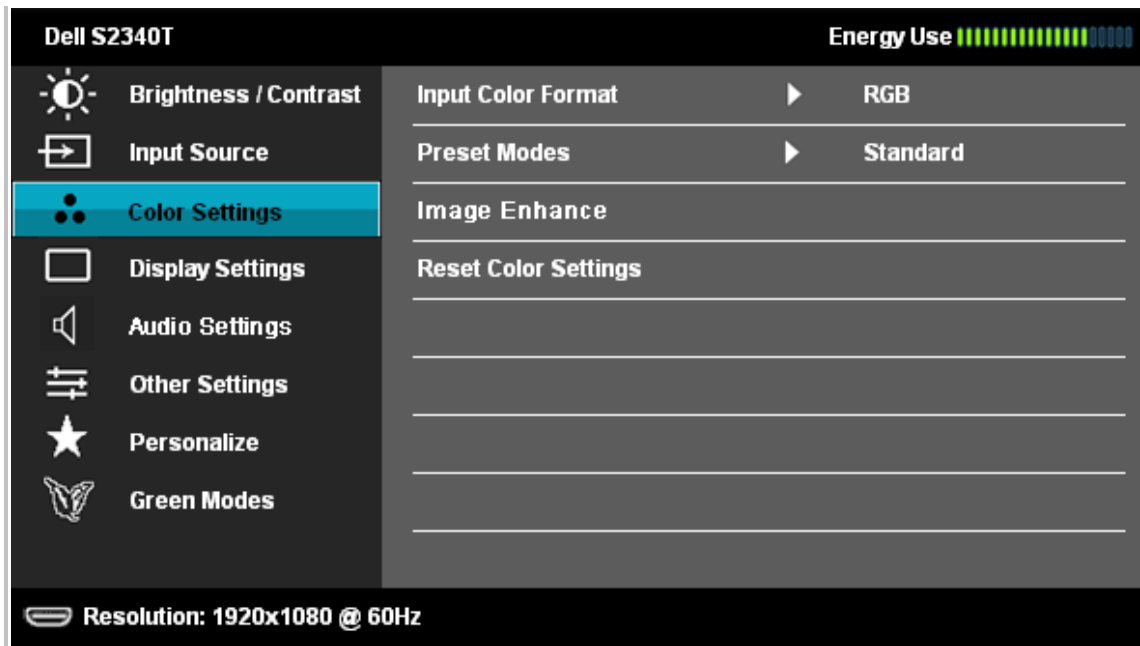 Dell S2340T Energy Use
Brightness / Contrast Input Color Format RGB
Input Source Preset Modes Standard
Color Settings Image Enhance
Display Settings Reset Color Settings
Audio Settings
Other Settings
Personalize
Green Modes
Resolution: 1920x1080 @ 60Hz